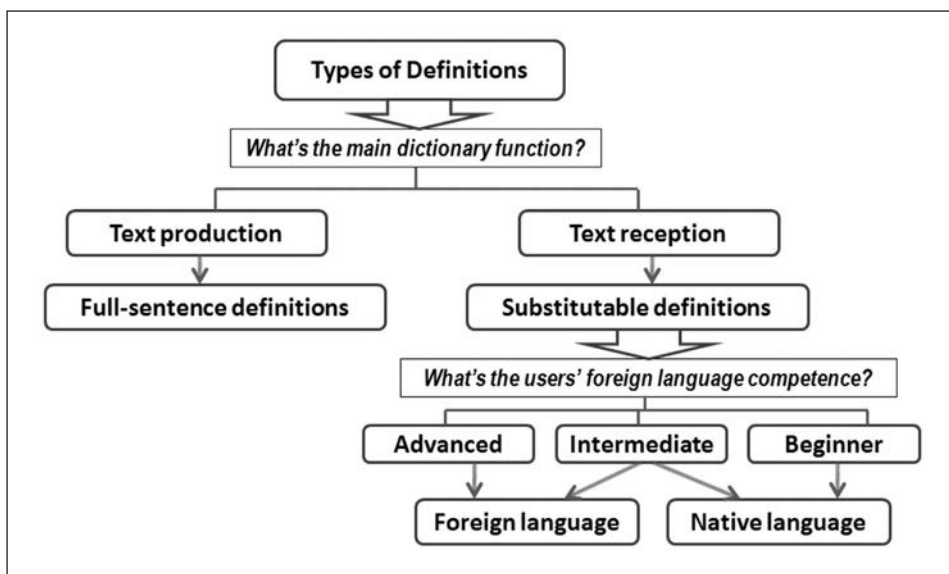 Types of Definitions
What's the main dictionary function?
Text production
Text reception
Full-sentence definitions
Substitutable definitions
What's the users' foreign language competence?
Advanced
Intermediate
Beginner
Foreign language
Native language